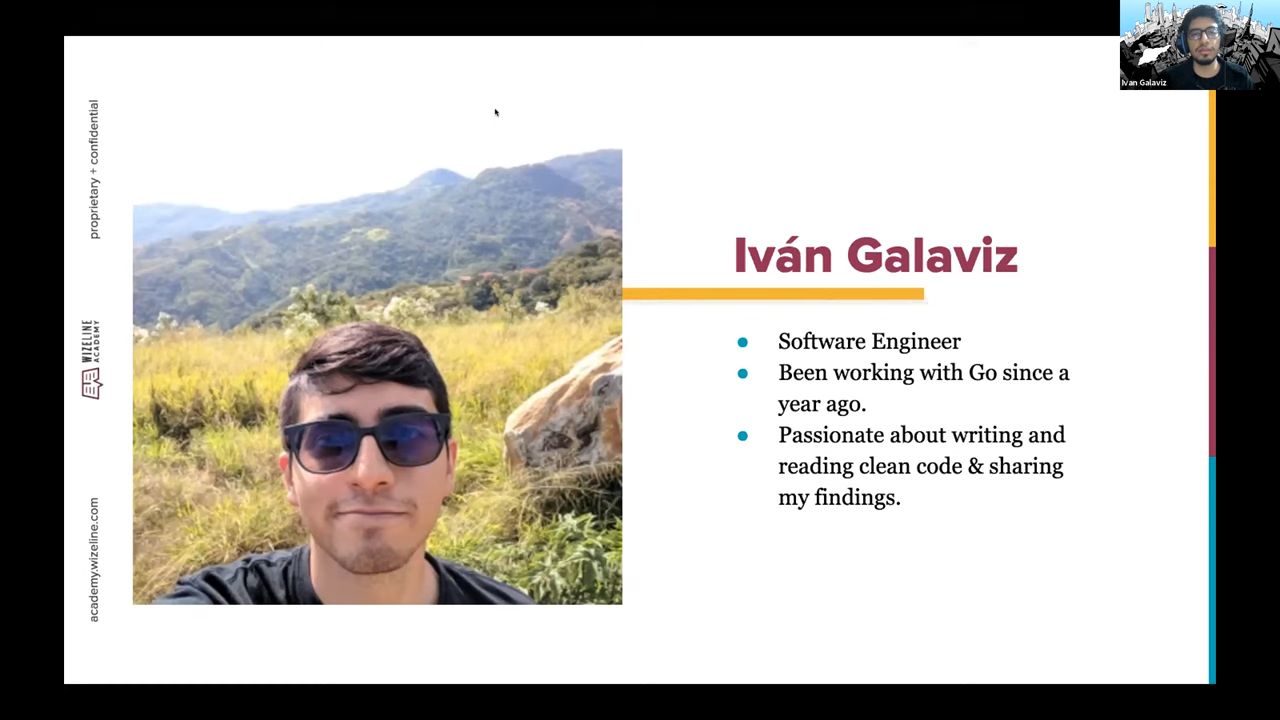 Ivan Galaviz
proprietary + confidential
WIZELINE
ACADEMY
academy.wizeline.com
Iván Galaviz
● Software Engineer
● Been working with Go since a
year ago.
● Passionate about writing and
reading clean code & sharing
my findings.